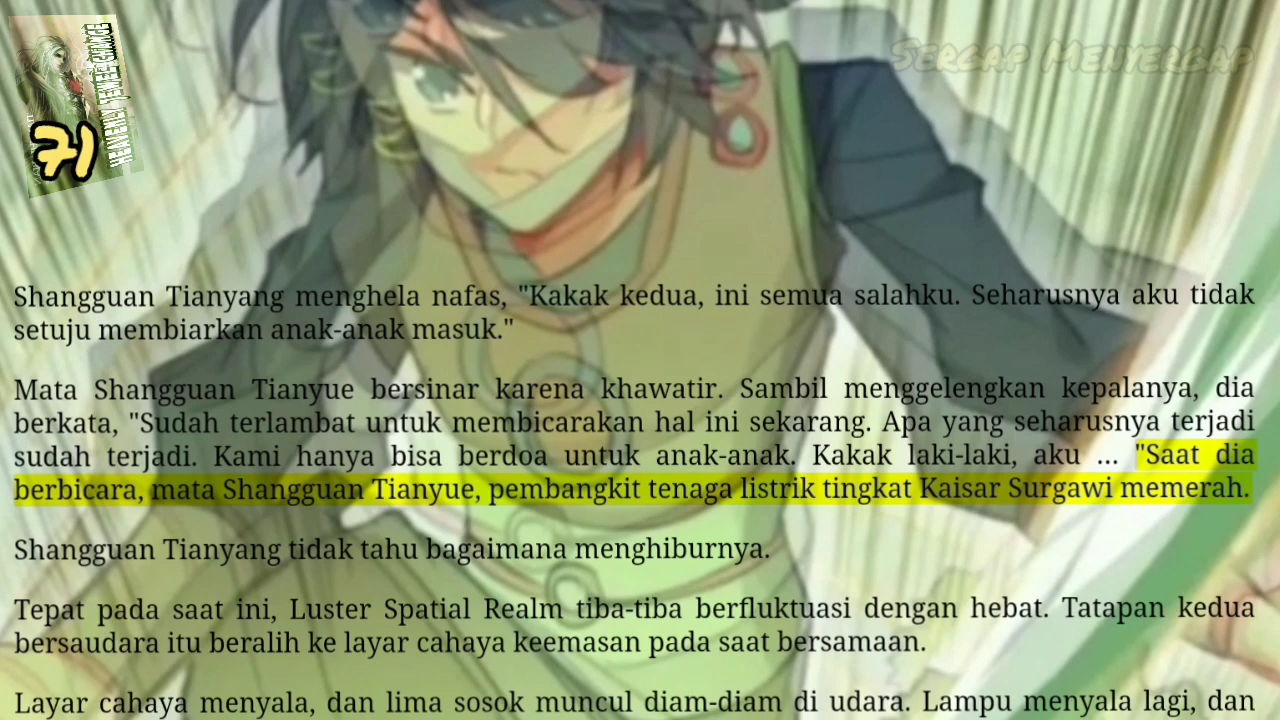 Sergap Menyergap
HEAVENLY JEWEL CHANGE
71
Shangguan Tianyang menghela nafas, "Kakak kedua, ini semua salahku. Seharusnya aku tidak
setuju membiarkan anak-anak masuk."
Mata Shangguan Tianyue bersinar karena khawatir. Sambil menggelengkan kepalanya, dia
berkata, "Sudah terlambat untuk membicarakan hal ini sekarang. Apa yang seharusnya terjadi
sudah terjadi. Kami hanya bisa berdoa untuk anak-anak. Kakak laki-laki, aku ... "Saat dia
berbicara, mata Shangguan Tianyue, pembangkit tenaga listrik tingkat Kaisar Surgawi memerah.
Shangguan Tianyang tidak tahu bagaimana menghiburnya.
Tepat pada saat ini, Luster Spatial Realm tiba-tiba berfluktuasi dengan hebat. Tatapan kedua
bersaudara itu beralih ke layar cahaya keemasan pada saat bersamaan.
Layar cahaya menyala, dan lima sosok muncul diam-diam di udara. Lampu menyala lagi, dan